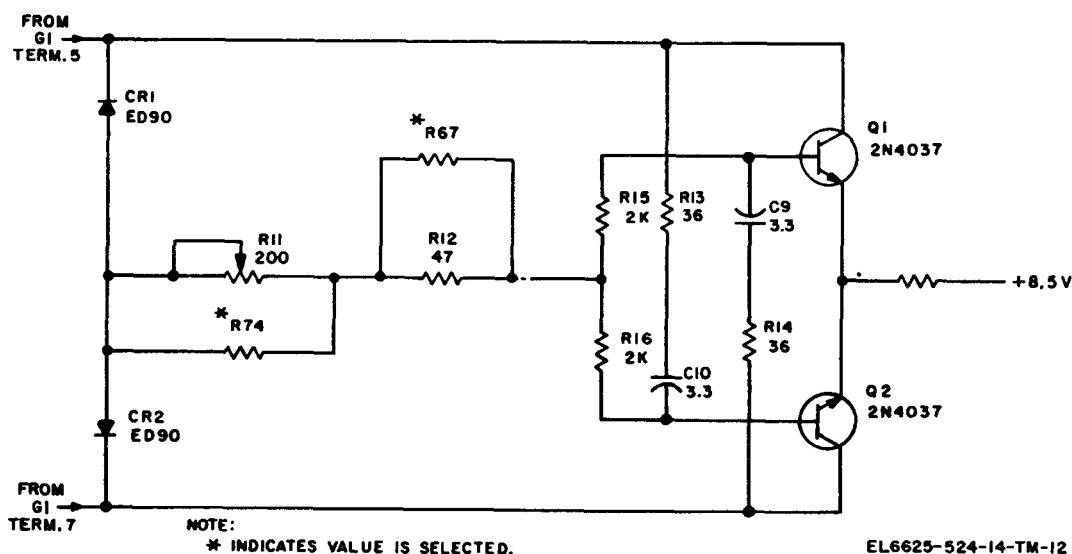 FROM
G1
TERM.5
CR1
ED90
*R67
Q1
2N4037
R15
2K
R13
36
C9
3.3
R11
200
R12
47
+8.5V
*R74
R16
2K
R14
36
C10
3.3
Q2
2N4037
CR2
ED90
FROM
G1
TERM.7
NOTE:
* INDICATES VALUE IS SELECTED.
EL6625-524-14-TM-12